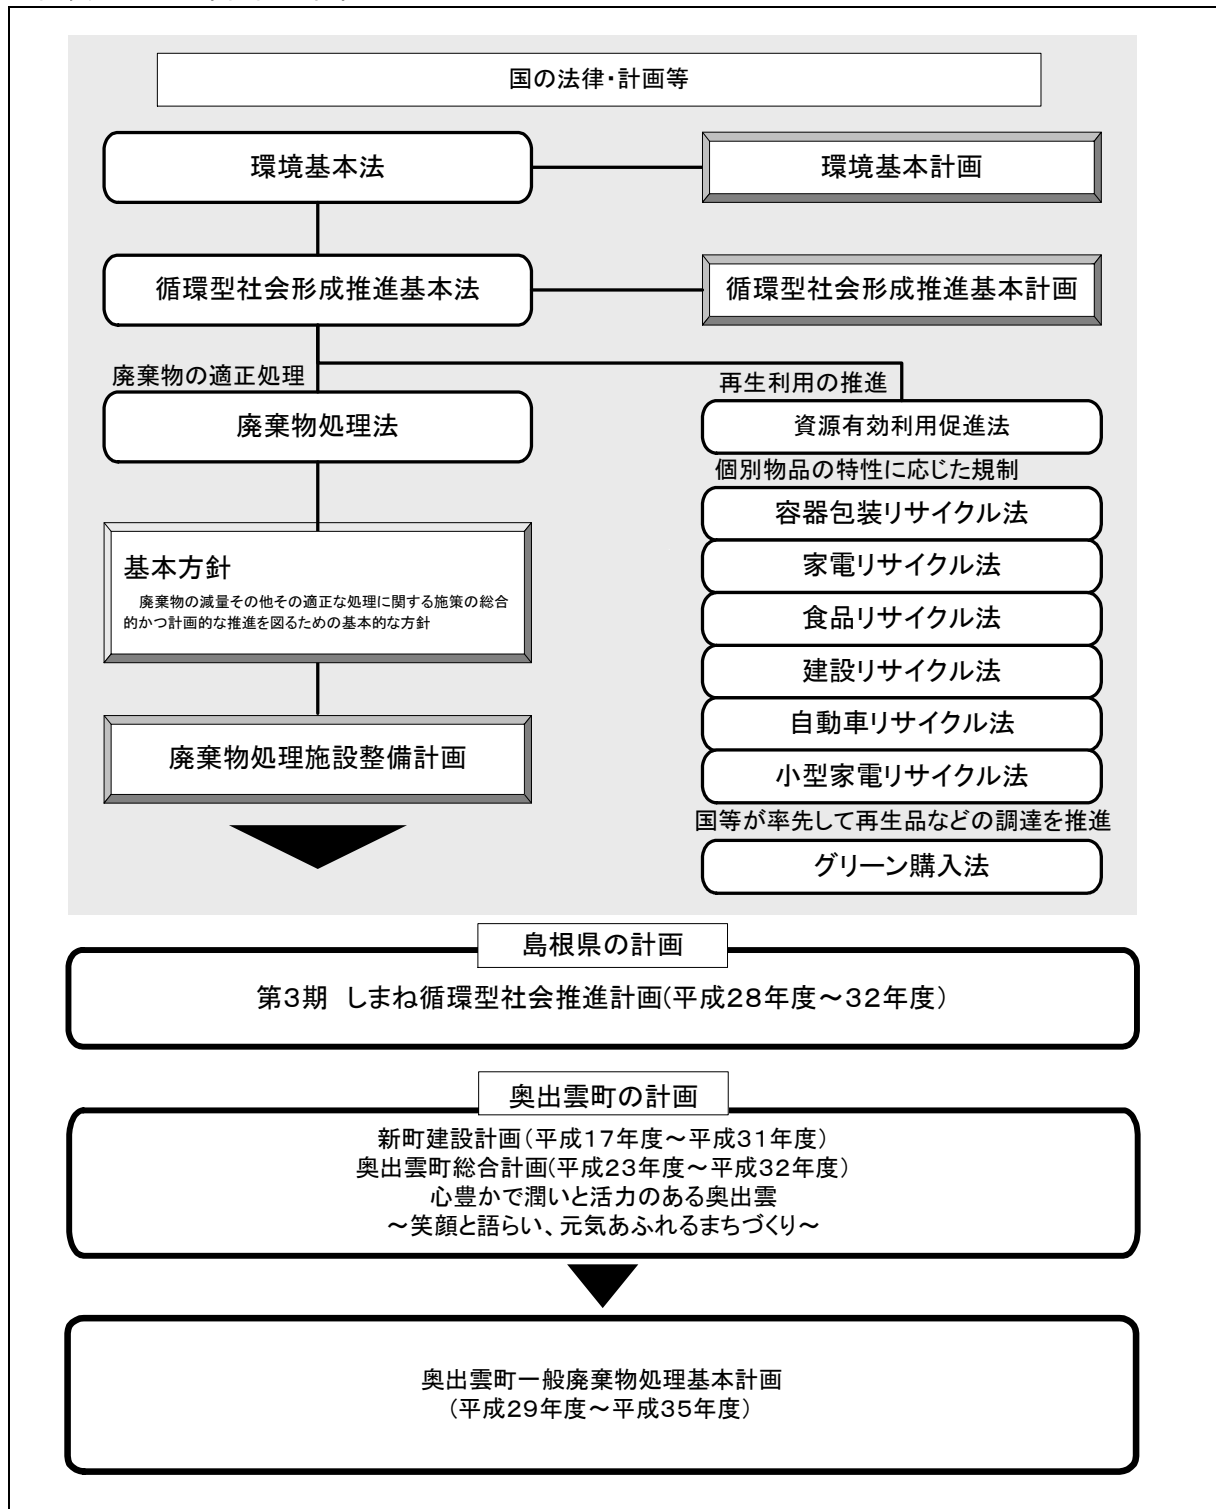 国の法律・計画等
環境基本法
環境基本計画
循環型社会形成推進基本法
循環型社会形成推進基本計画
廃棄物の適正処理
廃棄物処理法
基本方針
廃棄物の減量その他その適正な処理に関する施策の総合
的かつ計画的な推進を図るための基本的な方針
廃棄物処理施設整備計画
再生利用の推進
資源有効利用促進法
個別物品の特性に応じた規制
容器包装リサイクル法
家電リサイクル法
食品リサイクル法
建設リサイクル法
自動車リサイクル法
小型家電リサイクル法
国等が率先して再生品などの調達を推進
グリーン購入法
島根県の計画
第3期 しまね循環型社会推進計画(平成28年度～32年度)
奥出雲町の計画
新町建設計画(平成17年度～平成31年度)
奥出雲町総合計画(平成23年度～平成32年度)
心豊かで潤いと活力のある奥出雲
～笑顔と語らい、元気あふれるまちづくり～
奥出雲町一般廃棄物処理基本計画
(平成29年度～平成35年度)